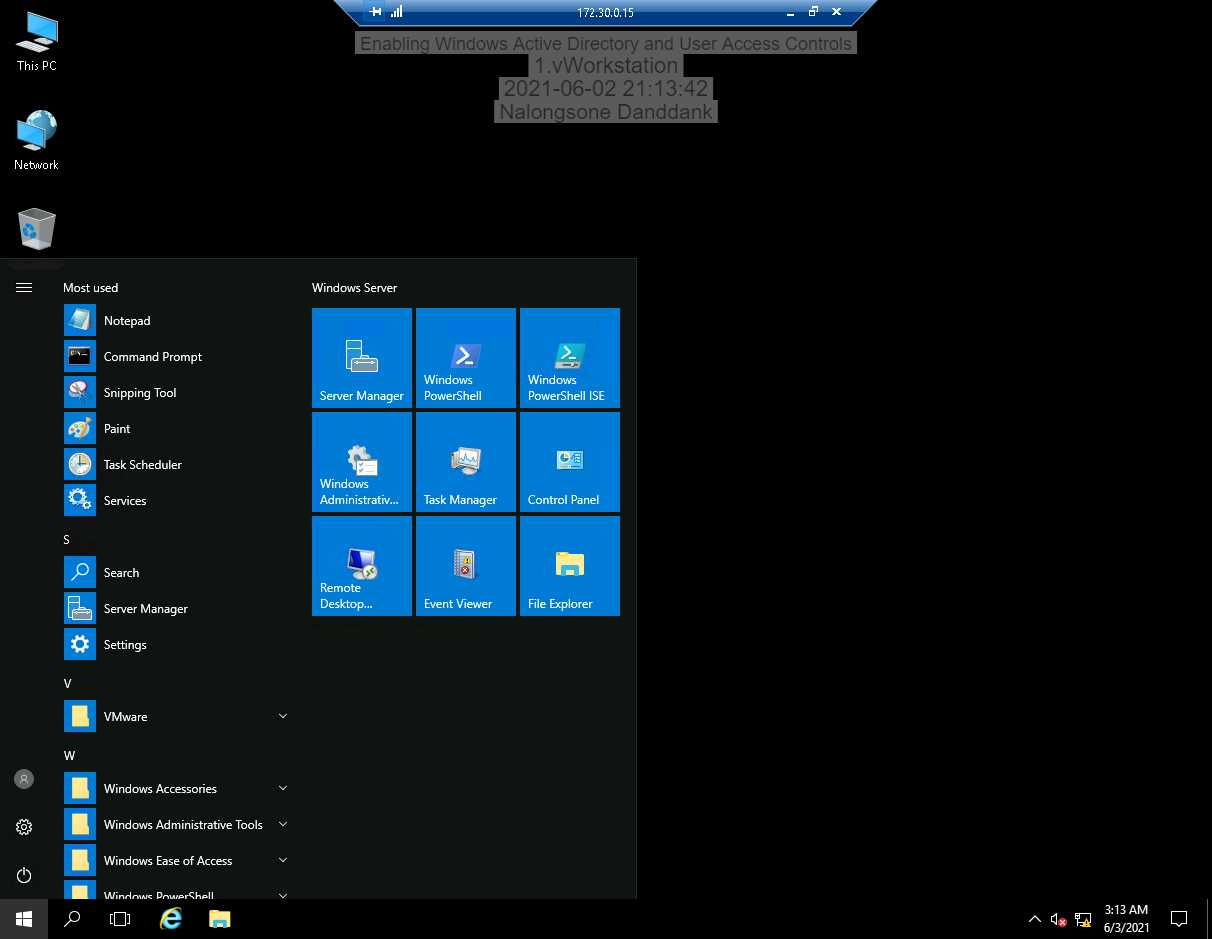 172.30.0.15
Enabling Windows Active Directory and User Access Controls
1.vWorkstation
2021-06-02 21:13:42
Nalongsone Danddank
This PC
Network
Most used
Notepad
Command Prompt
Snipping Tool
Paint
Task Scheduler
Services
S
Search
Server Manager
Settings
V
VMware
W
Windows Accessories
Windows Administrative Tools
Windows Ease of Access
Windows PowerShell
Windows Server
Server Manager
Windows
PowerShell
Windows
PowerShell ISE
Windows
Administrativ...
Task Manager
Control Panel
Remote
Desktop...
Event Viewer
File Explorer
3:13 AM
6/3/2021